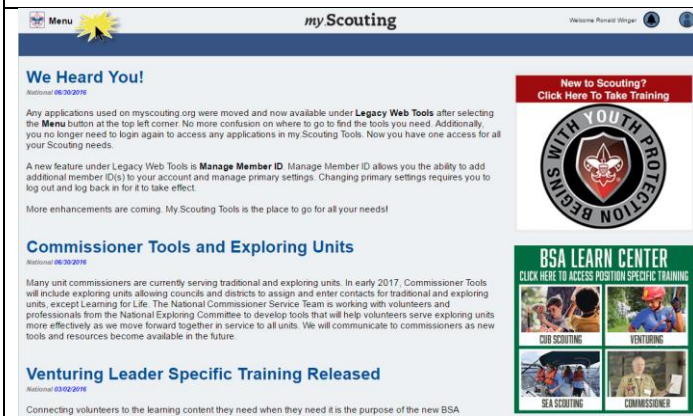 Menu
my.Scouting
Welcome Ronald Winger
We Heard You!
National 06/30/2016
Any applications used on myscouting.org were moved and now available under Legacy Web Tools after selecting
the Menu button at the top left corner. No more confusion on where to go to find the tools you need. Additionally,
you no longer need to login again to access any applications in my.Scouting Tools. Now you have one access for all
your Scouting needs.
A new feature under Legacy Web Tools is Manage Member ID. Manage Member ID allows you the ability to add
additional member ID(s) to your account and manage primary settings. Changing primary settings requires you to
log out and log back in for it to take effect.
More enhancements are coming. My.Scouting Tools is the place to go for all your needs!
Commissioner Tools and Exploring Units
National 06/30/2016
Many unit commissioners are currently serving traditional and exploring units. In early 2017, Commissioner Tools
will include exploring units allowing councils and districts to assign and enter contacts for traditional and exploring
units, except Learning for Life. The National Commissioner Service Team is working with volunteers and
professionals from the National Exploring Committee to develop tools that will help volunteers serve exploring units
more effectively as we move forward together in service to all units. We will communicate to commissioners as new
tools and resources become available in the future.
Venturing Leader Specific Training Released
National 03/02/2016
Connecting volunteers to the learning content they need when they need it is the purpose of the new BSA
New to Scouting?
Click Here To Take Training
YOUTH PROTECTION
BEGINS WITH YOU
BSA LEARN CENTER
CLICK HERE TO ACCESS POSITION SPECIFIC TRAINING
CUB SCOUTING
VENTURING
SEA SCOUTING
COMMISSIONER